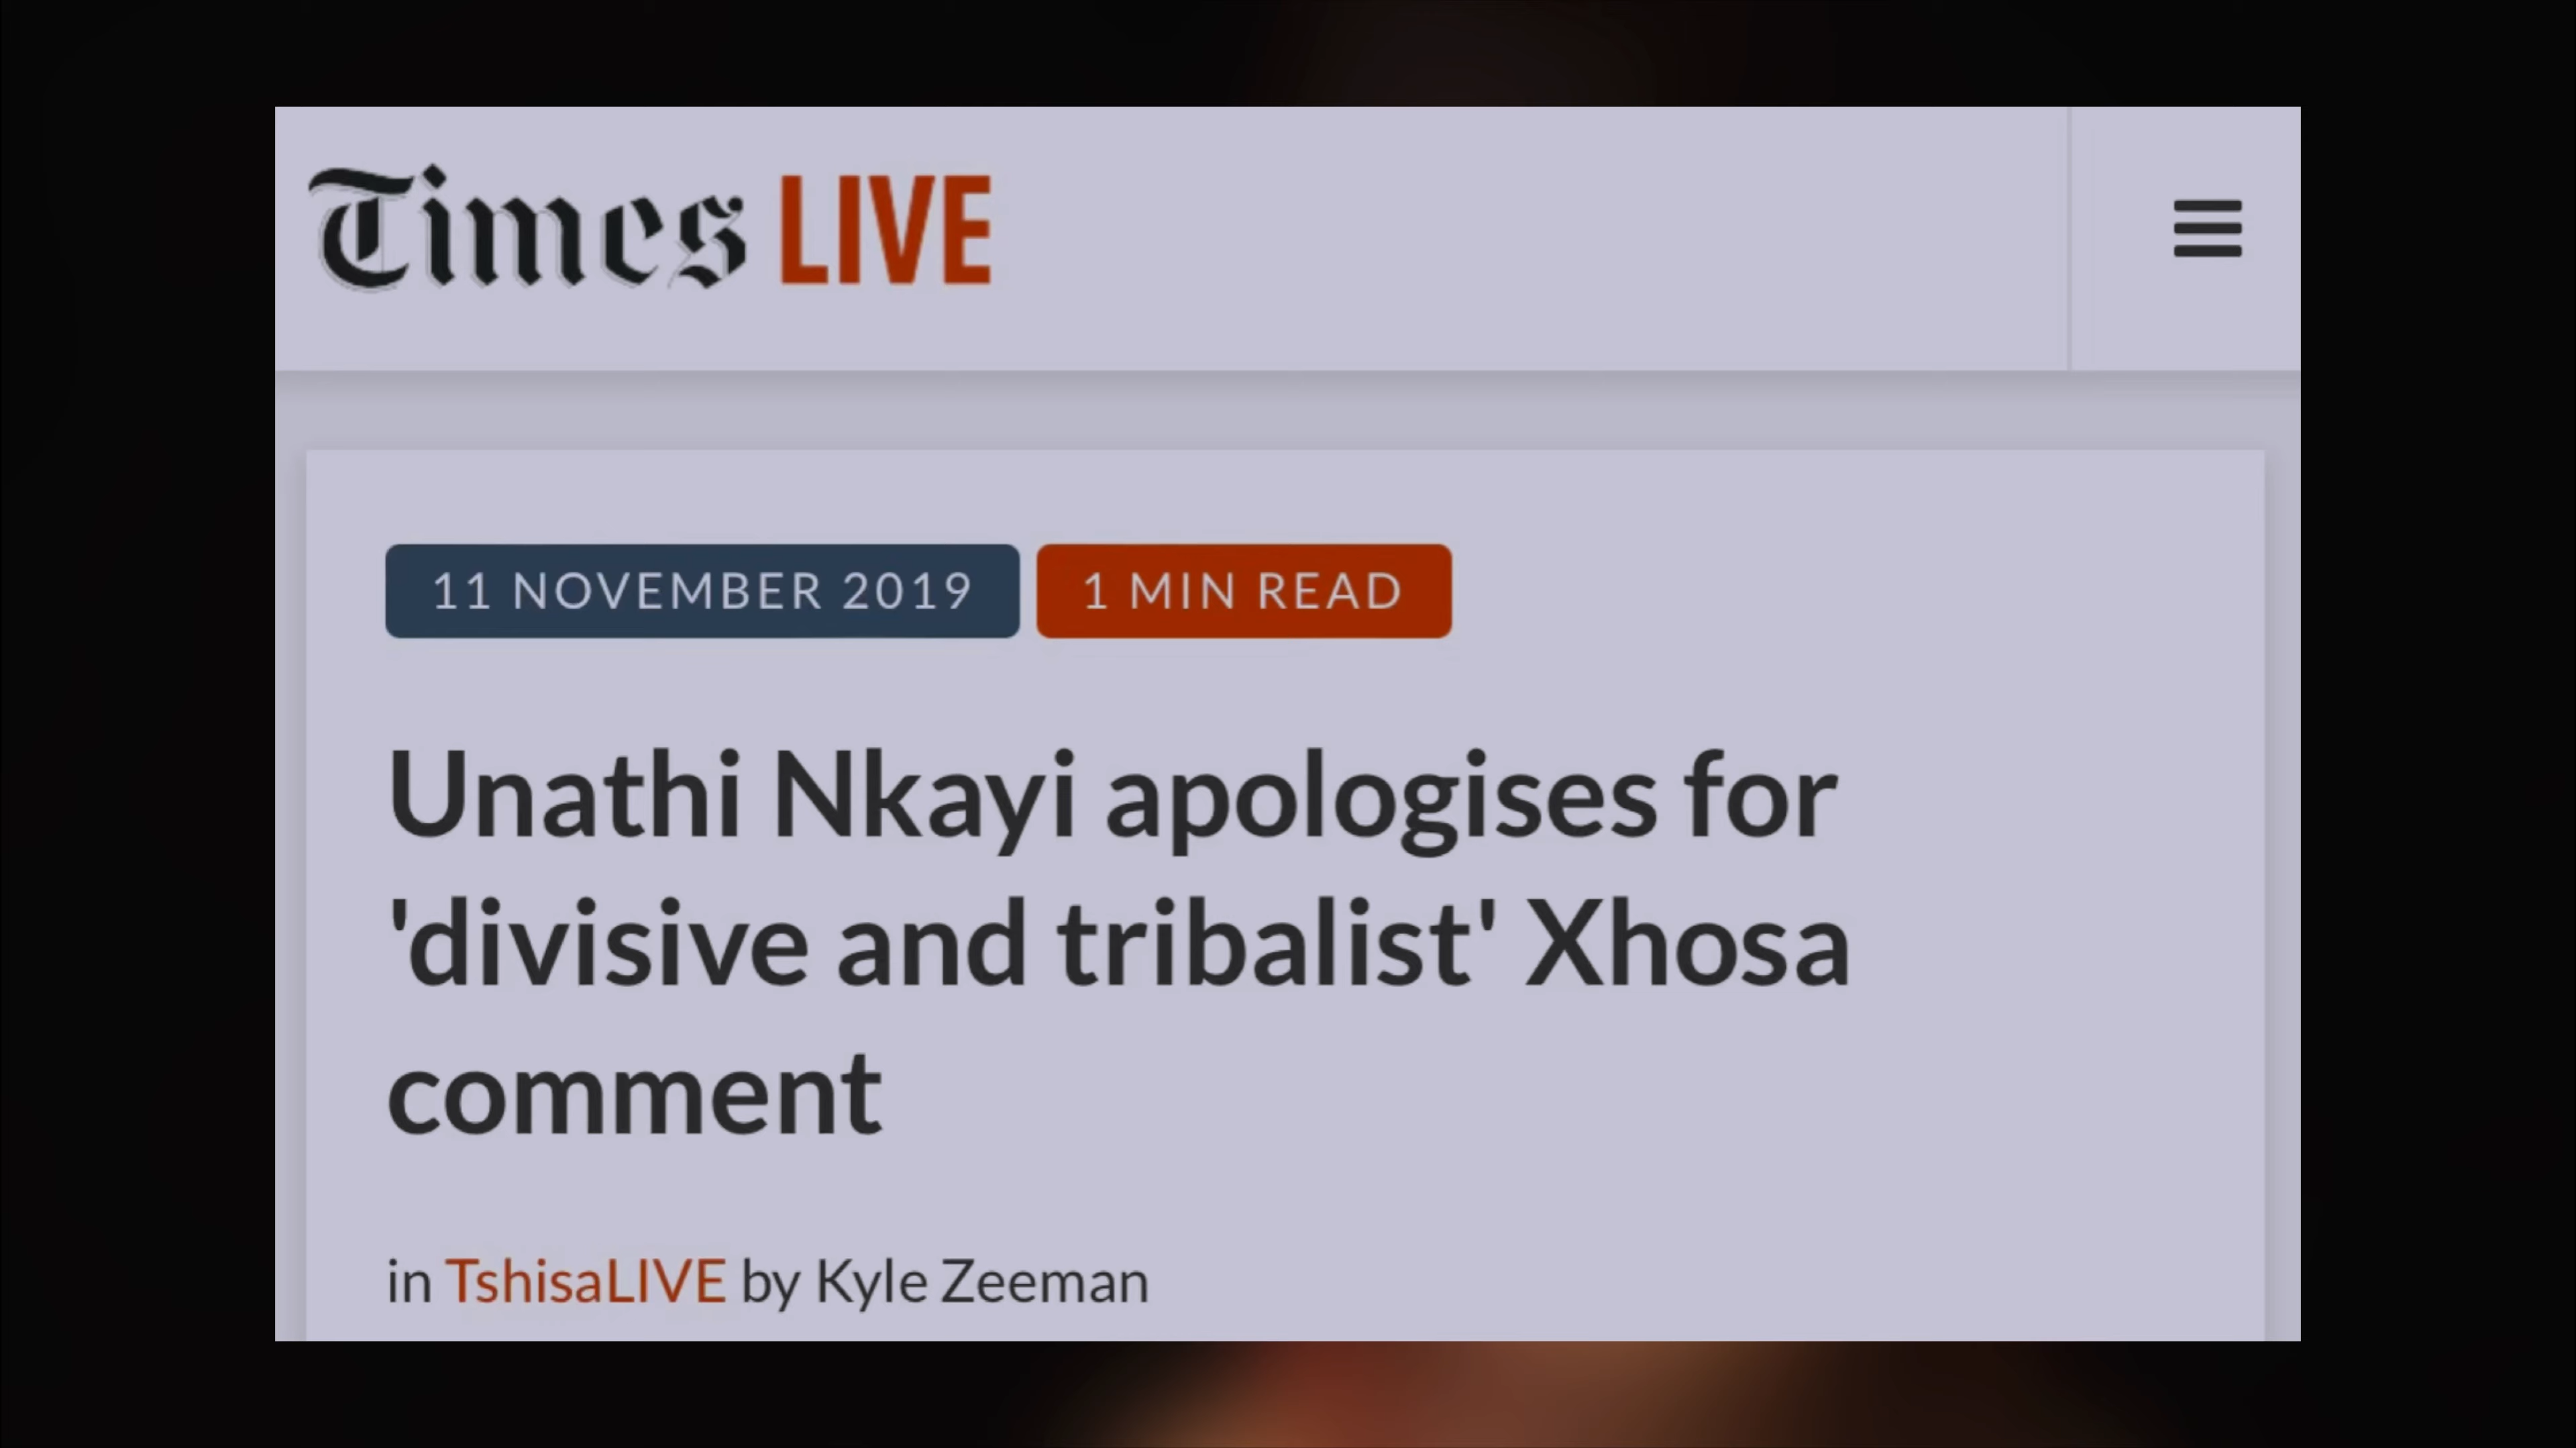 Times LIVE
11 NOVEMBER 2019 1 MIN READ
Unathi Nkayi apologises for
'divisive and tribalist' Xhosa
comment
in TshisaLIVE by Kyle Zeeman